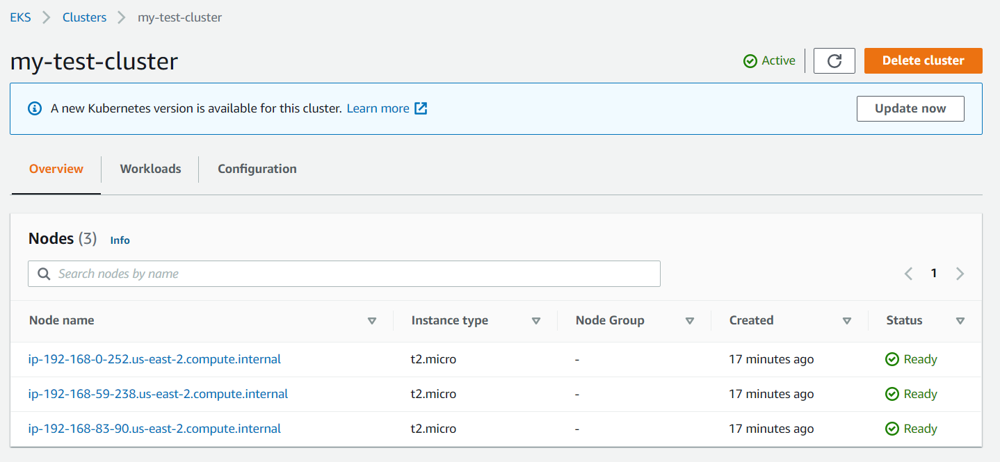 EKS Clusters my-test-cluster
my-test-cluster Active Delete cluster
A new Kubernetes version is available for this cluster. Learn more Update now
Overview Workloads Configuration
Nodes (3) Info
Search nodes by name 1
Node name Instance type Node Group Created Status
ip-192-168-0-252.us-east-2.compute.internal t2.micro - 17 minutes ago Ready
ip-192-168-59-238.us-east-2.compute.internal t2.micro - 17 minutes ago Ready
ip-192-168-83-90.us-east-2.compute.internal t2.micro - 17 minutes ago Ready